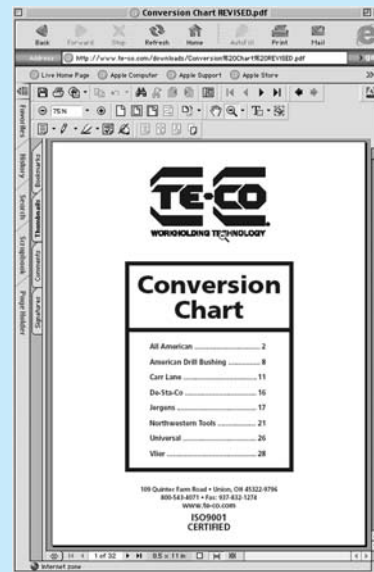 Conversion Chart REVISED.pdf
Back Forward Stop Refresh Home AutoFill Print Mail
Address http://www.te-co.com/downloads/Conversion%20Chart%20REVISED.pdf
Live Home Page Apple Computer Apple Support Apple Store
75%
Favorites
History
Search
Scrapbook
Page Holder
Bookmarks
Thumbnails
Comments
Signatures
TE-CO
WORKHOLDING TECHNOLOGY
Conversion
Chart
All American 2
American Drill Bushing 8
Carr Lane 11
De-Sta-Co 16
Jergens 17
Northwestern Tools 21
Universal 26
Vlier 28
109 Quinter Farm Road • Union, OH 45322-9796
800-543-4071 • Fax: 937-832-1274
www.te-co.com
ISO9001
CERTIFIED
1 of 32 8.5 x 11 in
Internet zone